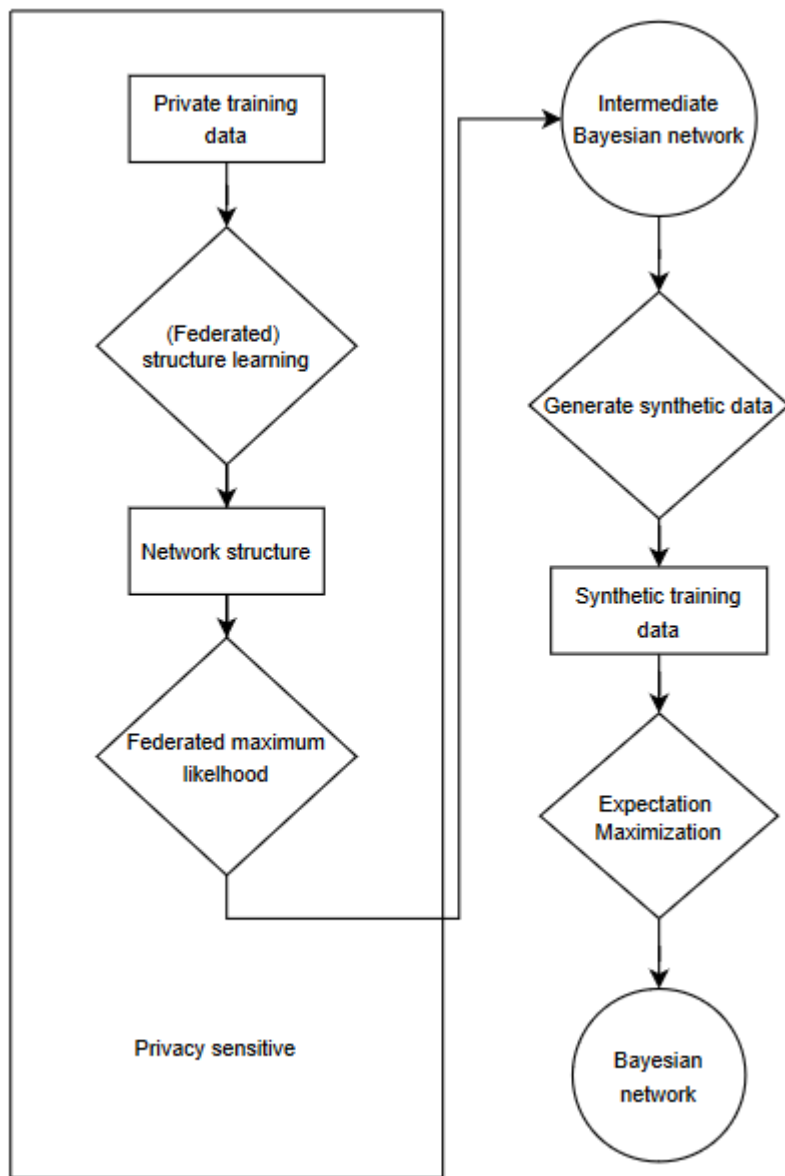 Private training
data
(Federated)
structure learning
Network structure
Federated maximum
likelhood
Privacy sensitive
Intermediate
Bayesian network
Generate synthetic data
Synthetic training
data
Expectation
Maximization
Bayesian
network